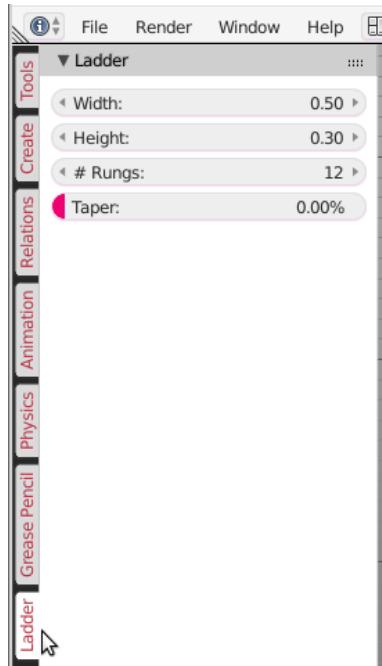 File Render Window Help
Ladder
Width: 0.50
Height: 0.30
# Rungs: 12
Taper: 0.00%
Tools
Create
Relations
Animation
Physics
Grease Pencil
Ladder